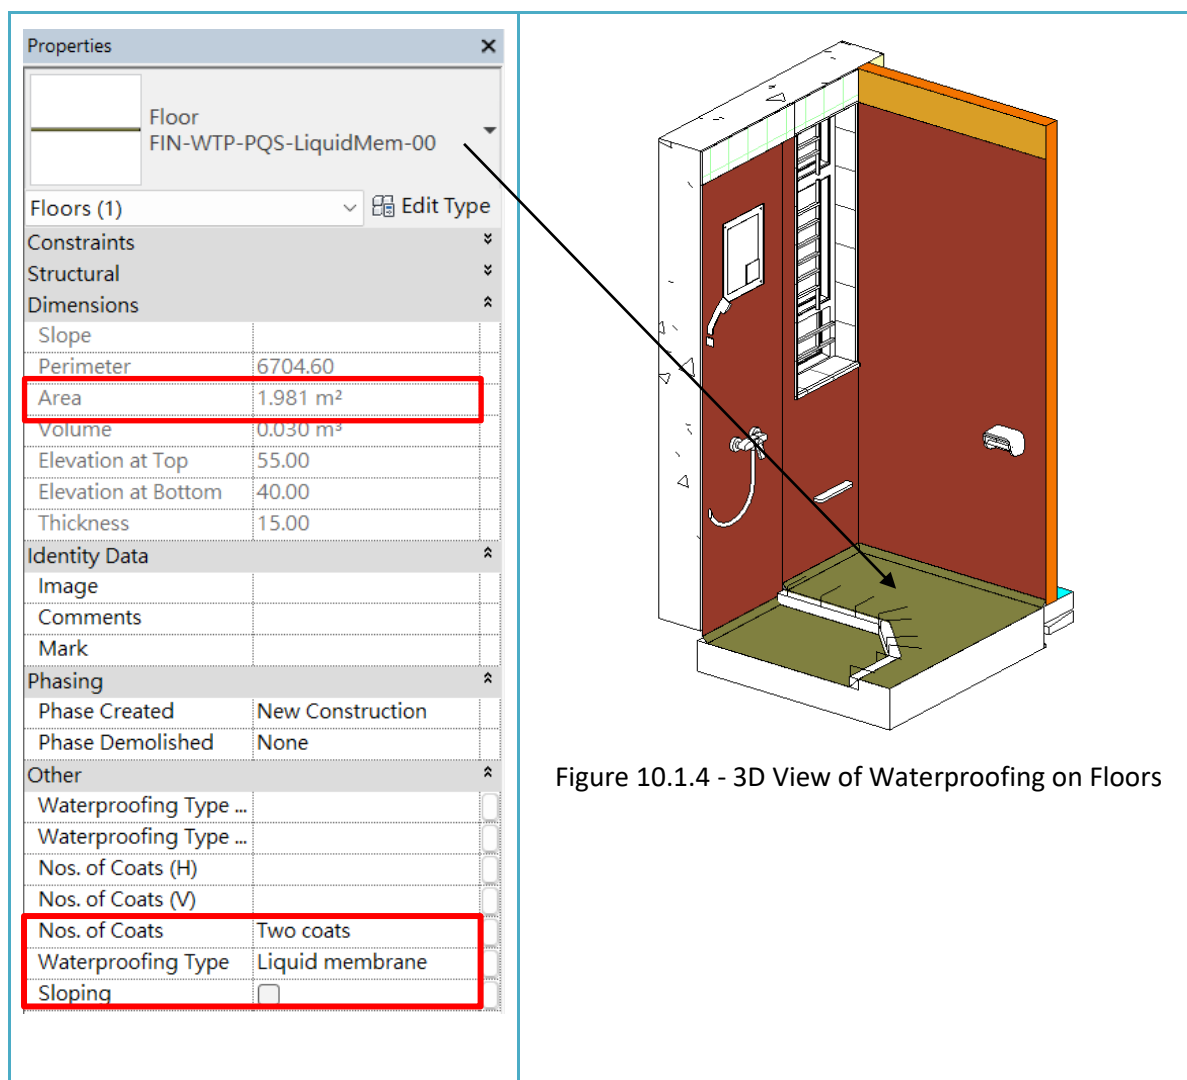 Properties
Floor
FIN-WTP-PQS-LiquidMem-00
Floors (1)
Edit Type
Constraints
Structural
Dimensions
Slope
Perimeter 6704.60
Area 1.981 m²
Volume 0.030 m³
Elevation at Top 55.00
Elevation at Bottom 40.00
Thickness 15.00
Identity Data
Image
Comments
Mark
Phasing
Phase Created New Construction
Phase Demolished None
Other
Waterproofing Type ...
Waterproofing Type ...
Nos. of Coats (H)
Nos. of Coats (V)
Nos. of Coats Two coats
Waterproofing Type Liquid membrane
Sloping
Figure 10.1.4 - 3D View of Waterproofing on Floors